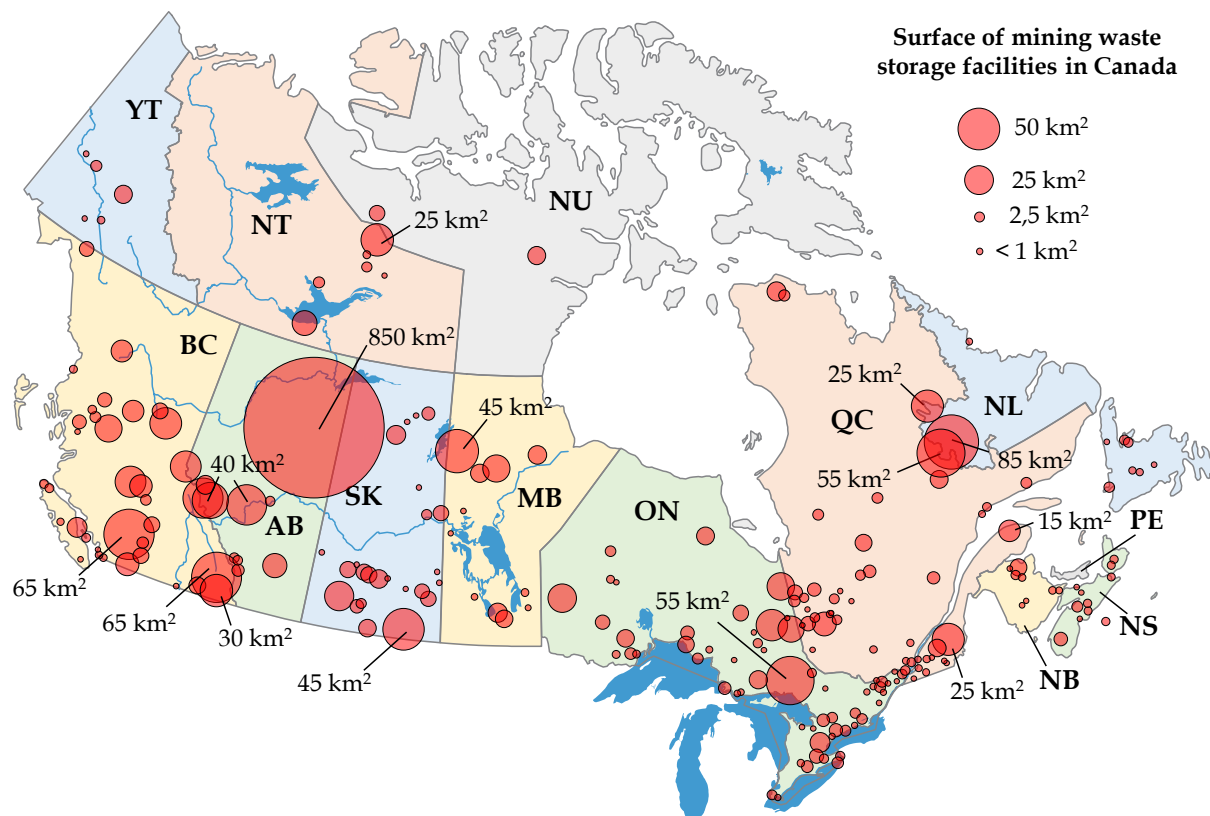 Surface of mining waste
storage facilities in Canada
50 km²
25 km²
2,5 km²
< 1 km²
YT
NT
NU
25 km²
BC
850 km²
45 km²
25 km²
NL
QC
40 km²
SK
MB
55 km²
85 km²
AB
ON
15 km²
PE
65 km²
65 km²
30 km²
55 km²
NS
45 km²
25 km²
NB